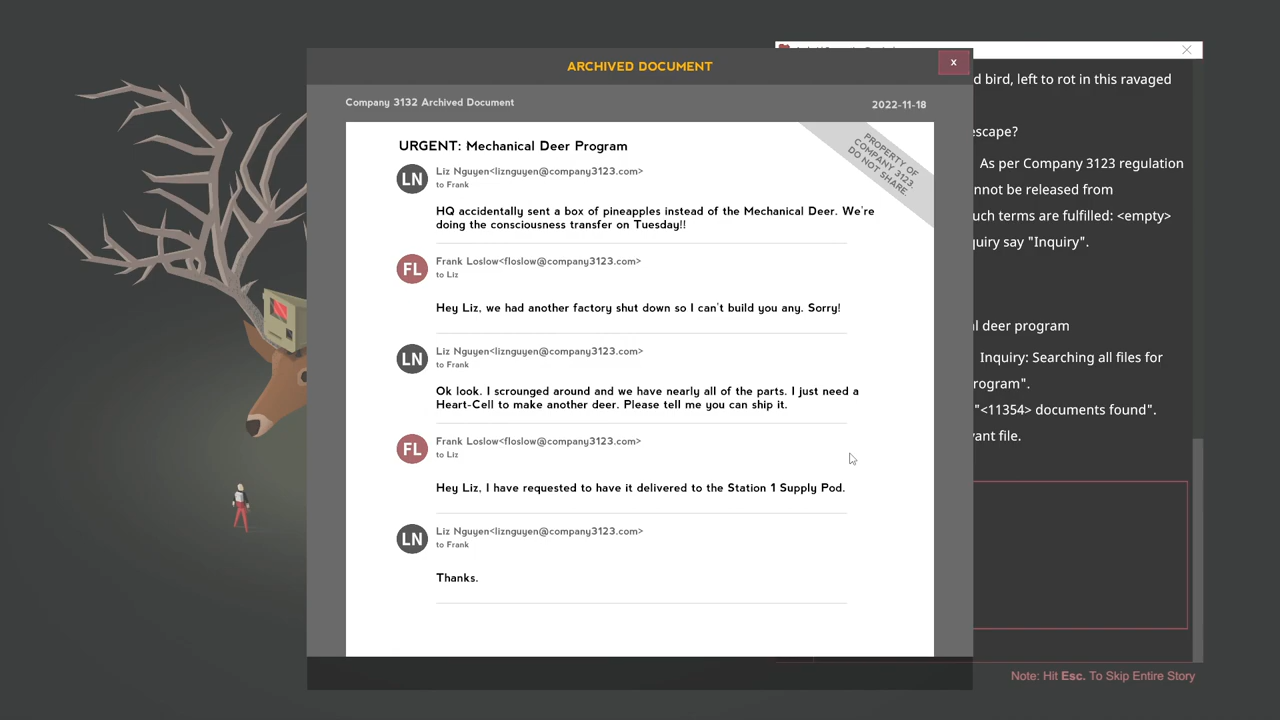 ARCHIVED DOCUMENT
x
Company 3132 Archived Document
2022-11-18
PROPERTY OF
COMPANY 3123.
DO NOT SHARE.
URGENT: Mechanical Deer Program
LN
Liz Nguyen<liznguyen@company3123.com>
to Frank
HQ accidentally sent a box of pineapples instead of the Mechanical Deer. We're
doing the consciousness transfer on Tuesday!!
FL
Frank Loslow<floslow@company3123.com>
to Liz
Hey Liz, we had another factory shut down so I can't build you any. Sorry!
LN
Liz Nguyen<liznguyen@company3123.com>
to Frank
Ok look. I scrounged around and we have nearly all of the parts. I just need a
Heart-Cell to make another deer. Please tell me you can ship it.
FL
Frank Loslow<floslow@company3123.com>
to Liz
Hey Liz, I have requested to have it delivered to the Station 1 Supply Pod.
LN
Liz Nguyen<liznguyen@company3123.com>
to Frank
Thanks.
d bird, left to rot in this ravaged
escape?
As per Company 3123 regulation
nnot be released from
uch terms are fulfilled: <empty>
quiry say "Inquiry".
al deer program
Inquiry: Searching all files for
rogram".
"<11354> documents found".
vant file.
Note: Hit Esc. To Skip Entire Story